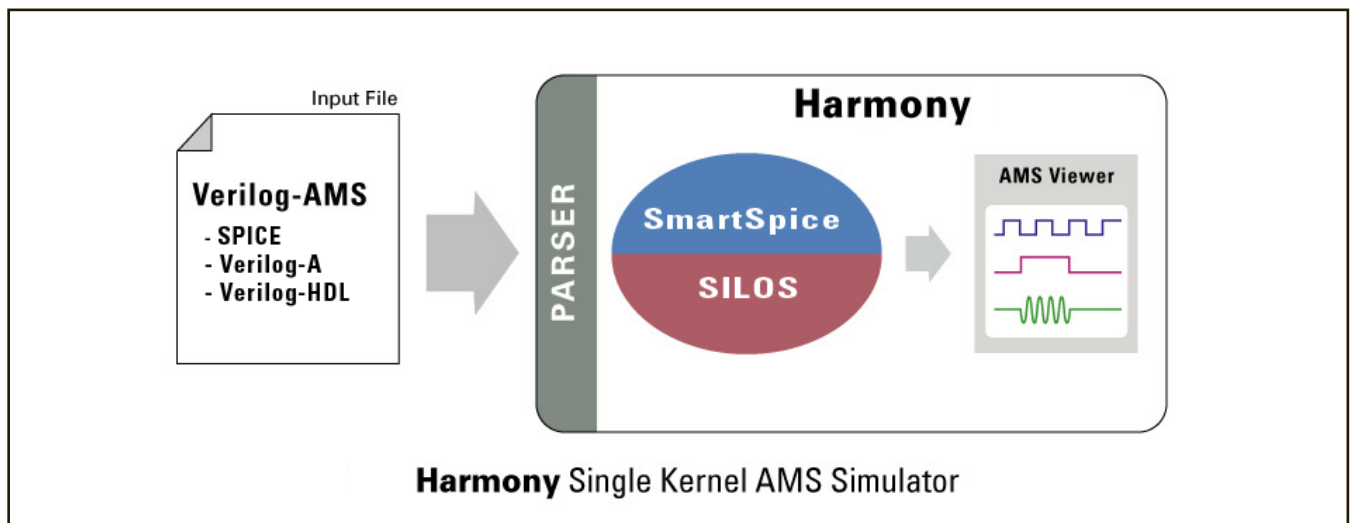 Input File
Verilog-AMS
- SPICE
- Verilog-A
- Verilog-HDL
PARSER
Harmony
SmartSpice
SILOS
AMS Viewer
Harmony Single Kernel AMS Simulator